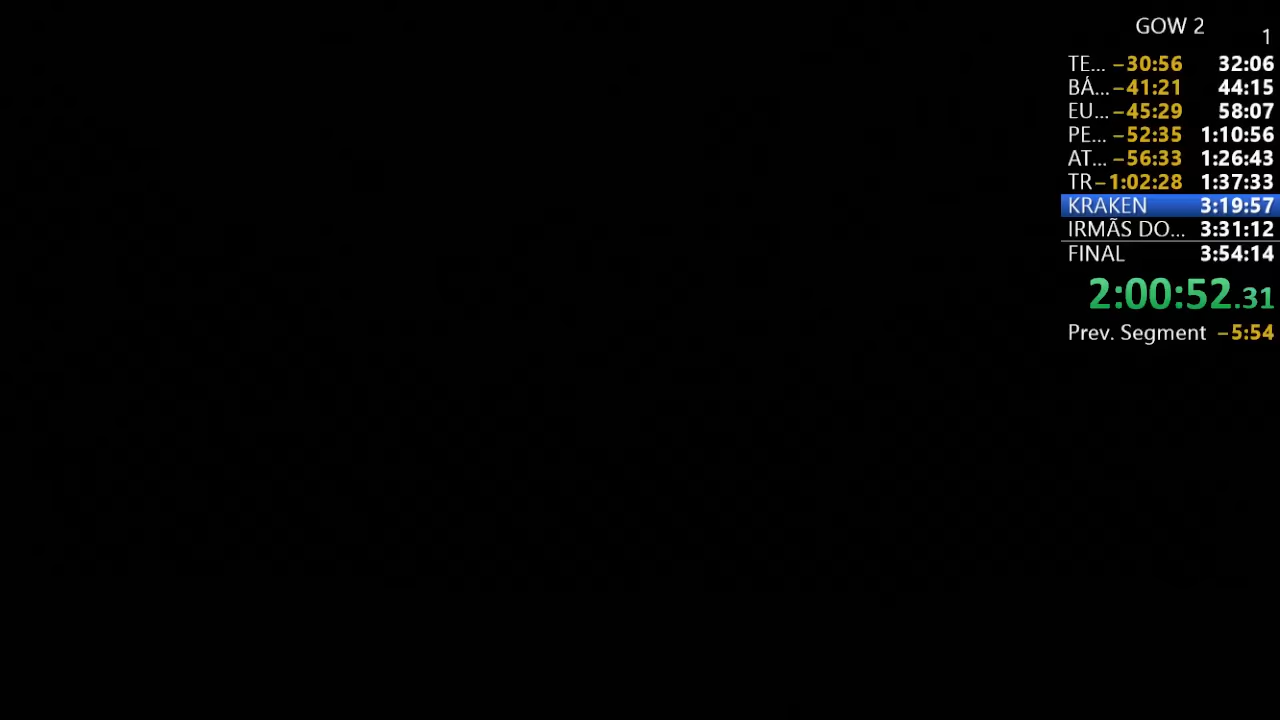 GOW 2
1
TE... −30:56 32:06
BÁ... −41:21 44:15
EU... −45:29 58:07
PE... −52:35 1:10:56
AT... −56:33 1:26:43
TR −1:02:28 1:37:33
KRAKEN 3:19:57
IRMÃS DO... 3:31:12
FINAL 3:54:14
2:00:52.31
Prev. Segment −5:54